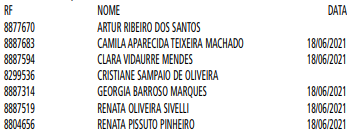 RF NOME DATA
8877670 ARTUR RIBEIRO DOS SANTOS
8887683 CAMILA APARECIDA TEIXEIRA MACHADO 18/06/2021
8887594 CLARA VIDAURRE MENDES 18/06/2021
8299536 CRISTIANE SAMPAIO DE OLIVEIRA
8887314 GEORGIA BARROSO MARQUES 18/06/2021
8887519 RENATA OLIVEIRA SIVELLI 18/06/2021
8804656 RENATA PISSUTO PINHEIRO 18/06/2021